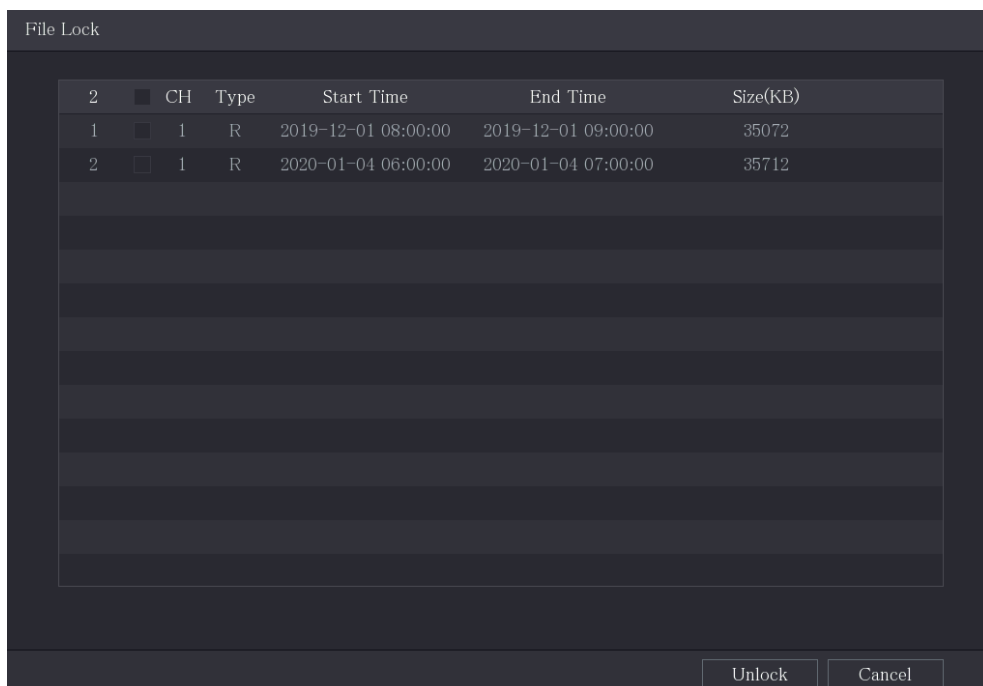 File Lock
2 CH Type Start Time End Time Size(KB)
1 1 R 2019-12-01 08:00:00 2019-12-01 09:00:00 35072
2 1 R 2020-01-04 06:00:00 2020-01-04 07:00:00 35712
Unlock Cancel